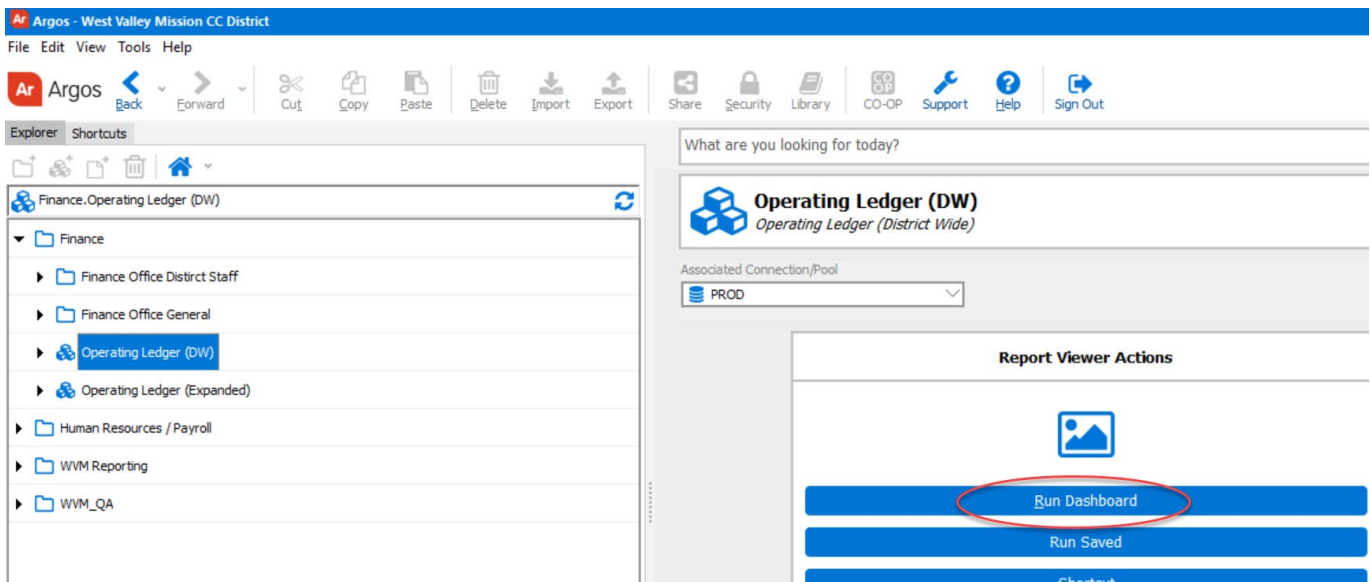 Ar Argos - West Valley Mission CC District
File Edit View Tools Help
Ar Argos Back Forward Cut Copy Paste Delete Import Export Share Security Library CO-OP Support Help Sign Out
Explorer Shortcuts
What are you looking for today?
Finance.Operating Ledger (DW)
Operating Ledger (DW)
Operating Ledger (District Wide)
Finance
Finance Office Distirct Staff
Finance Office General
Operating Ledger (DW)
Operating Ledger (Expanded)
Human Resources / Payroll
WVM Reporting
WVM_QA
Associated Connection/Pool
PROD
Report Viewer Actions
Run Dashboard
Run Saved
Shortcut